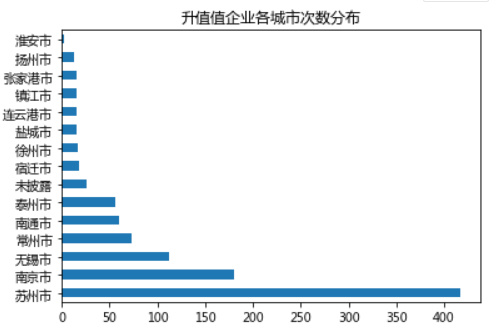 升值值企业各城市次数分布
淮安市
扬州市
张家港市
镇江市
连云港市
盐城市
徐州市
宿迁市
未披露
泰州市
南通市
常州市
无锡市
南京市
苏州市
0 50 100 150 200 250 300 350 400